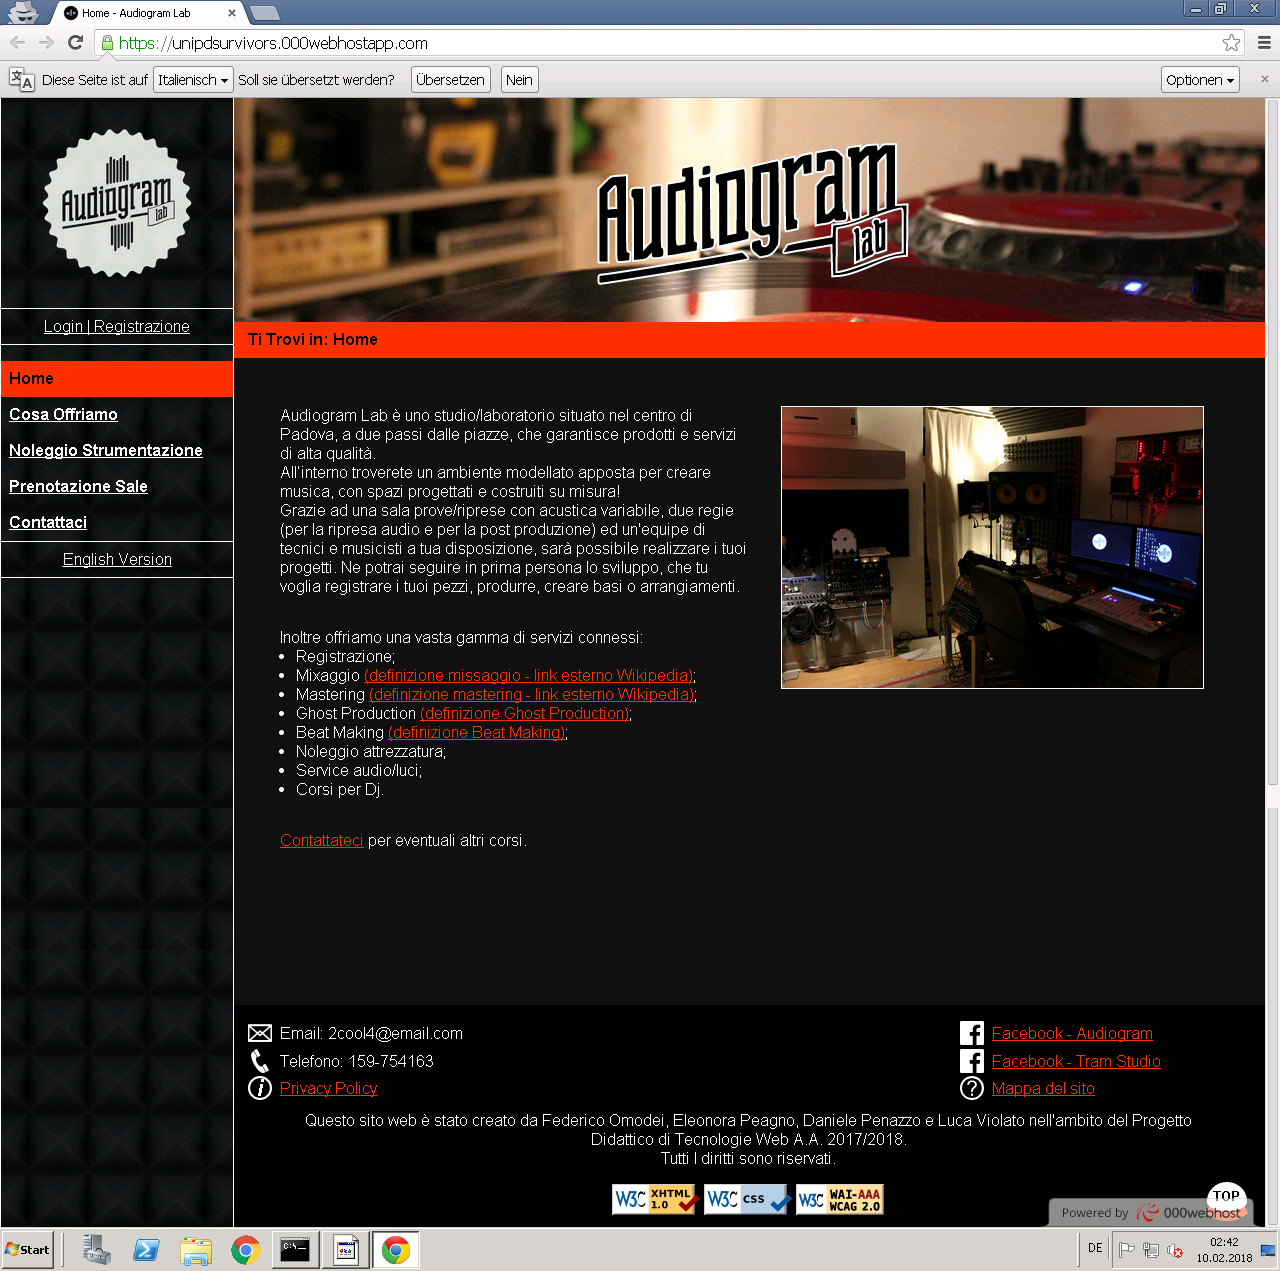 Home - Audiogram Lab
https://unipdsurvivors.000webhostapp.com
Diese Seite ist auf Italienisch Soll sie übersetzt werden? Übersetzen Nein Optionen
Audiogram
lab
Login | Registrazione
Home
Cosa Offriamo
Noleggio Strumentazione
Prenotazione Sale
Contattaci
English Version
Audiogram
lab
Ti Trovi in: Home
Audiogram Lab è uno studio/laboratorio situato nel centro di
Padova, a due passi dalle piazze, che garantisce prodotti e servizi
di alta qualità.
All'interno troverete un ambiente modellato apposta per creare
musica, con spazi progettati e costruiti su misura!
Grazie ad una sala prove/riprese con acustica variabile, due regie
(per la ripresa audio e per la post produzione) ed un'equipe di
tecnici e musicisti a tua disposizione, sarà possibile realizzare i tuoi
progetti. Ne potrai seguire in prima persona lo sviluppo, che tu
voglia registrare i tuoi pezzi, produrre, creare basi o arrangiamenti.
Inoltre offriamo una vasta gamma di servizi connessi:
• Registrazione;
• Mixaggio (definizione missaggio - link esterno Wikipedia);
• Mastering (definizione mastering - link esterno Wikipedia);
• Ghost Production (definizione Ghost Production);
• Beat Making (definizione Beat Making);
• Noleggio attrezzatura;
• Service audio/luci;
• Corsi per Dj.
Contattateci per eventuali altri corsi.
Email: 2cool4@email.com
Telefono: 159-754163
Privacy Policy
Facebook - Audiogram
Facebook - Tram Studio
Mappa del sito
Questo sito web è stato creato da Federico Omodei, Eleonora Peagno, Daniele Penazzo e Luca Violato nell'ambito del Progetto
Didattico di Tecnologie Web A.A. 2017/2018.
Tutti I diritti sono riservati.
W3C XHTML 1.0
W3C CSS
W3C WAI-AAA WCAG 2.0
TOP
Powered by 000webhost
Start
C:\_
DE
02:42
10.02.2018